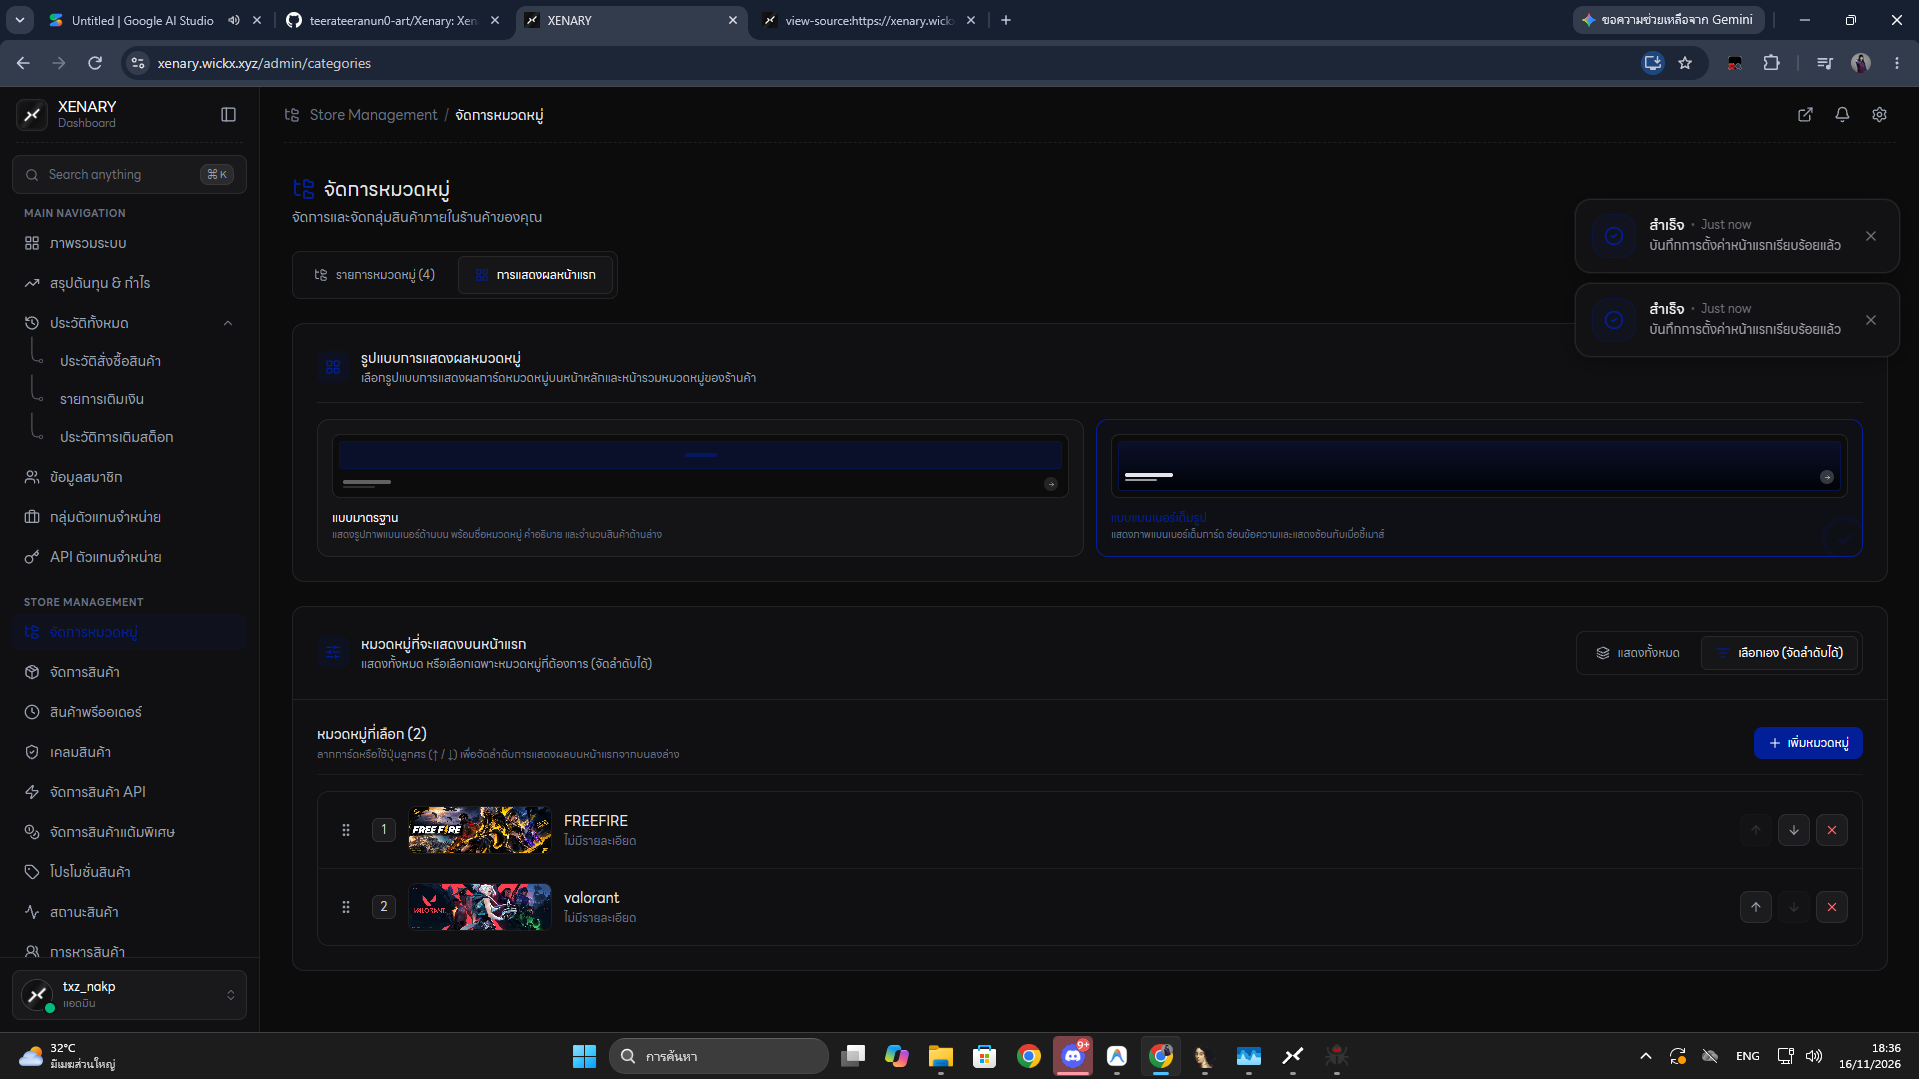 Untitled | Google AI Studio
teerateeranun0-art/Xenary: Xen
XENARY
view-source:https://xenary.wick
ขอความช่วยเหลือจาก Gemini
xenary.wickx.xyz/admin/categories
XENARY
Dashboard
Search anything
⌘ K
MAIN NAVIGATION
ภาพรวมระบบ
สรุปต้นทุน & กำไร
ประวัติทั้งหมด
ประวัติสั่งซื้อสินค้า
รายการเติมเงิน
ประวัติการเติมสต็อก
ข้อมูลสมาชิก
กลุ่มตัวแทนจำหน่าย
API ตัวแทนจำหน่าย
STORE MANAGEMENT
จัดการหมวดหมู่
จัดการสินค้า
สินค้าพรีออเดอร์
เคลมสินค้า
จัดการสินค้า API
จัดการสินค้าแต้มพิเศษ
โปรโมชั่นสินค้า
สถานะสินค้า
การหารสินค้า
txz_nakp
แอดมิน
Store Management / จัดการหมวดหมู่
จัดการหมวดหมู่
จัดการและจัดกลุ่มสินค้าภายในร้านค้าของคุณ
รายการหมวดหมู่ (4)
การแสดงผลหน้าแรก
สำเร็จ • Just now
บันทึกการตั้งค่าหน้าแรกเรียบร้อยแล้ว
สำเร็จ • Just now
บันทึกการตั้งค่าหน้าแรกเรียบร้อยแล้ว
รูปแบบการแสดงผลหมวดหมู่
เลือกรูปแบบการแสดงผลการ์ดหมวดหมู่บนหน้าหลักและหน้ารวมหมวดหมู่ของร้านค้า
แบบมาตรฐาน
แสดงรูปภาพแบนเนอร์ด้านบน พร้อมชื่อหมวดหมู่ คำอธิบาย และจำนวนสินค้าด้านล่าง
แบบแบนเนอร์เต็มรูป
แสดงภาพแบนเนอร์เต็มการ์ด ซ่อนข้อความและแสดงซ้อนทับเมื่อชี้เมาส์
หมวดหมู่ที่จะแสดงบนหน้าแรก
แสดงทั้งหมด หรือเลือกเฉพาะหมวดหมู่ที่ต้องการ (จัดลำดับได้)
แสดงทั้งหมด
เลือกเอง (จัดลำดับได้)
หมวดหมู่ที่เลือก (2)
ลากการ์ดหรือใช้ปุ่มลูกศร (↑ / ↓) เพื่อจัดลำดับการแสดงผลบนหน้าแรกจากบนลงล่าง
+ เพิ่มหมวดหมู่
1
FREE FIRE
FREEFIRE
ไม่มีรายละเอียด
2
VALORANT
valorant
ไม่มีรายละเอียด
32°C
มีเมฆส่วนใหญ่
การค้นหา
9+
ENG
18:36
16/11/2026